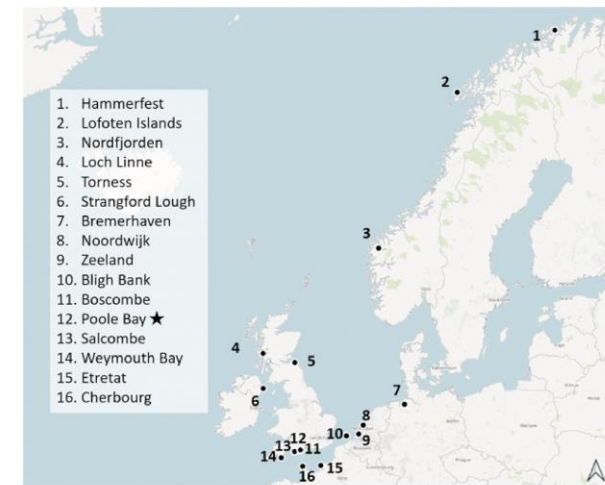 1. Hammerfest
2. Lofoten Islands
3. Nordfjorden
4. Loch Linne
5. Torness
6. Strangford Lough
7. Bremerhaven
8. Noordwijk
9. Zeeland
10. Bligh Bank
11. Boscombe
12. Poole Bay ★
13. Salcombe
14. Weymouth Bay
15. Etretat
16. Cherbourg
1
2
3
4
5
6
7
8
9
10
12
13
11
14
15
16